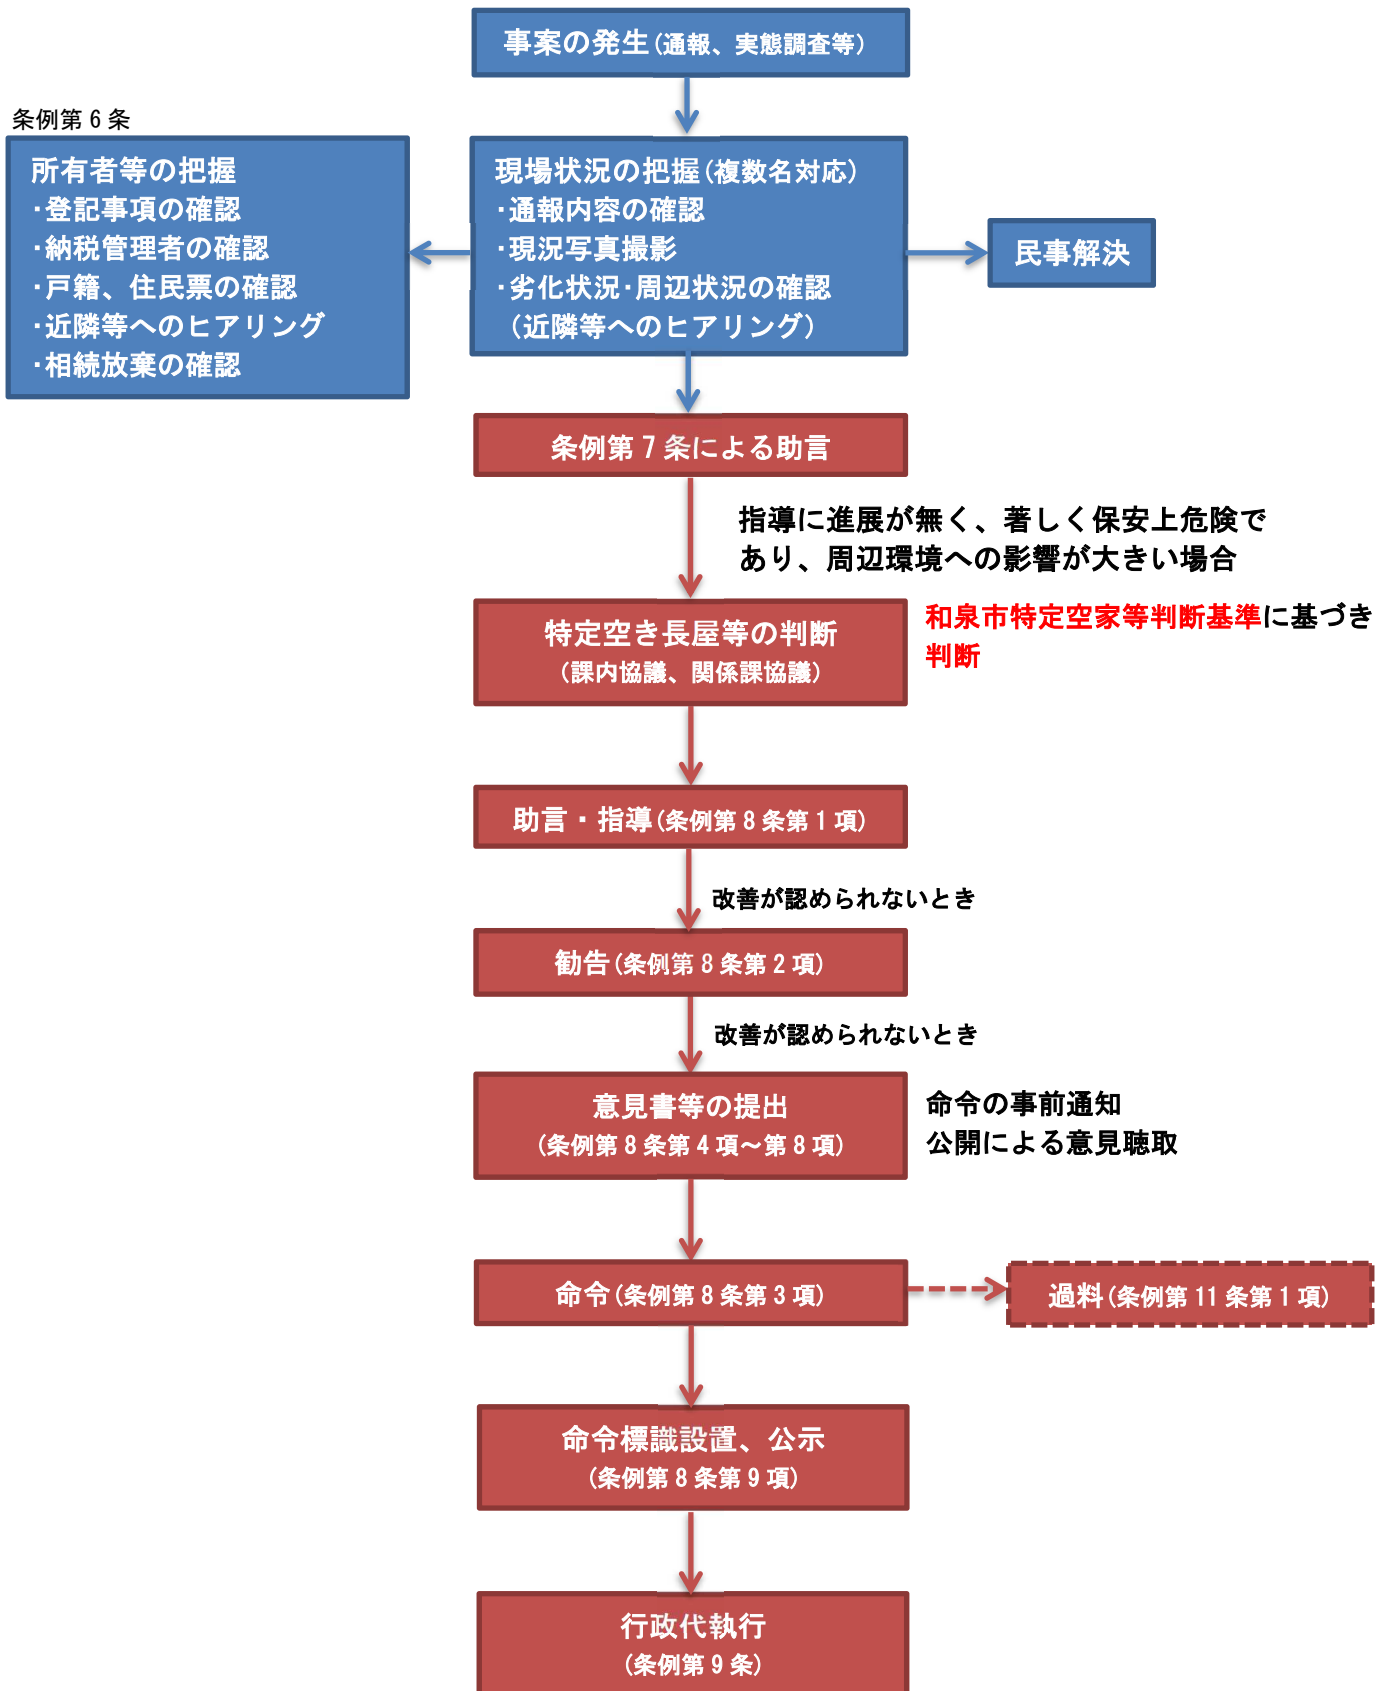 事案の発生(通報、実態調査等)
条例第6条
所有者等の把握
・登記事項の確認
・納税管理者の確認
・戸籍、住民票の確認
・近隣等へのヒアリング
・相続放棄の確認
現場状況の把握(複数名対応)
・通報内容の確認
・現況写真撮影
・劣化状況・周辺状況の確認
(近隣等へのヒアリング)
民事解決
条例第7条による助言
指導に進展が無く、著しく保安上危険で
あり、周辺環境への影響が大きい場合
特定空き長屋等の判断
(課内協議、関係課協議)
和泉市特定空家等判断基準に基づき
判断
助言・指導(条例第8条第1項)
改善が認められないとき
勧告(条例第8条第2項)
改善が認められないとき
意見書等の提出
(条例第8条第4項～第8項)
命令の事前通知
公開による意見聴取
命令(条例第8条第3項)
過料(条例第11条第1項)
命令標識設置、公示
(条例第8条第9項)
行政代執行
(条例第9条)